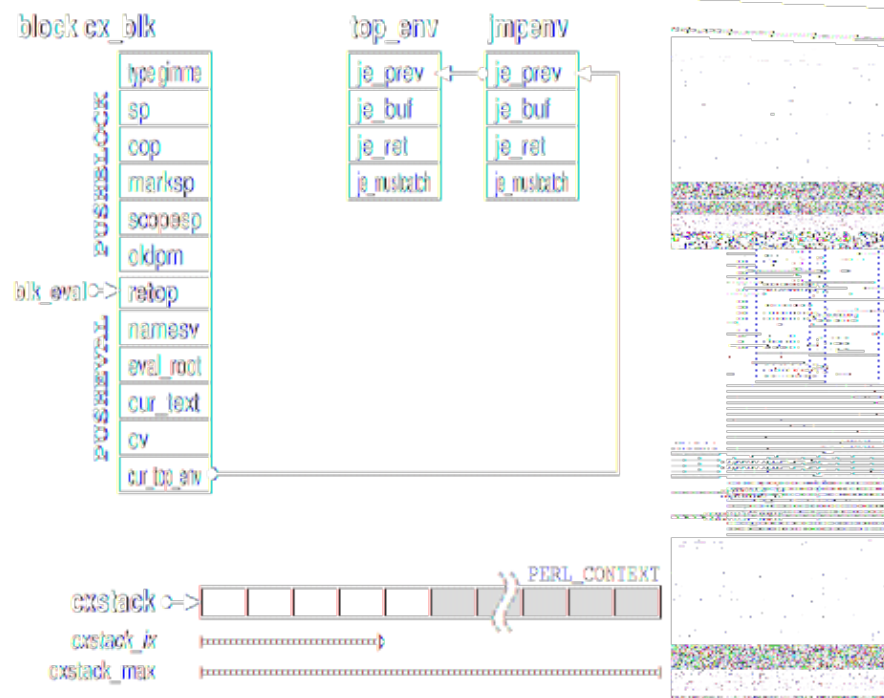 block cx_blk
top_env
jmpenv
type gimme
sp
cop
marksp
scopesp
oldpm
PUSHBLOCK
blk_eval
retop
namesv
eval_root
cur_text
cv
cur_top_env
PUSHEVAL
je_prev
je_buf
je_ret
je_mustcatch
je_prev
je_buf
je_ret
je_mustcatch
PERL_CONTEXT
cxstack
cxstack_ix
cxstack_max